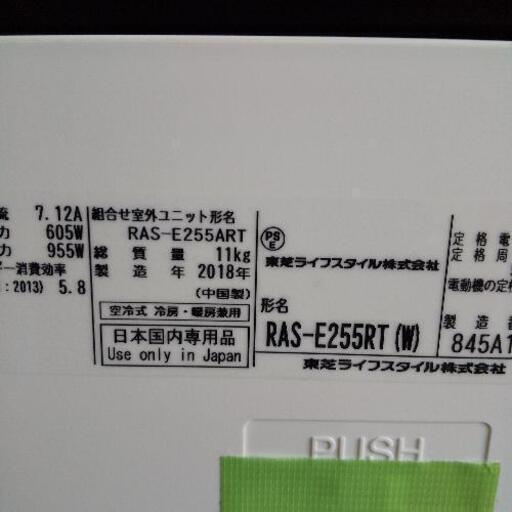 流 7.12A
力 605W
力 955W
ギー消費効率
: 2013) 5.8
組合せ室外ユニット形名
RAS-E255ART
総質量 11kg
製造年 2018年
(中国製)
空冷式 冷房・暖房兼用
日本国内専用品
Use only in Japan
PS
E
東芝ライフスタイル株式会社
形名
RAS-E255RT(W)
東芝ライフスタイル株式会社
定格電
定格周
電動機の定格
製造番
845A1
PUSH